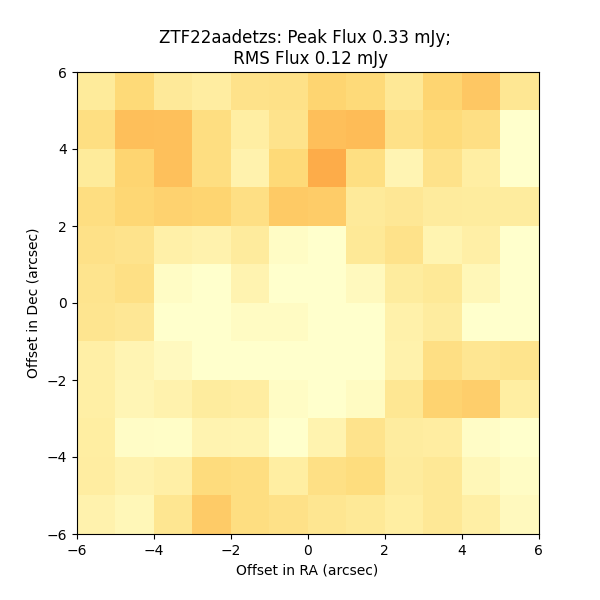 ZTF22aadetzs: Peak Flux 0.33 mJy;
RMS Flux 0.12 mJy
6
4
2
0
−2
−4
−6
Offset in Dec (arcsec)
−6 −4 −2 0 2 4 6
Offset in RA (arcsec)